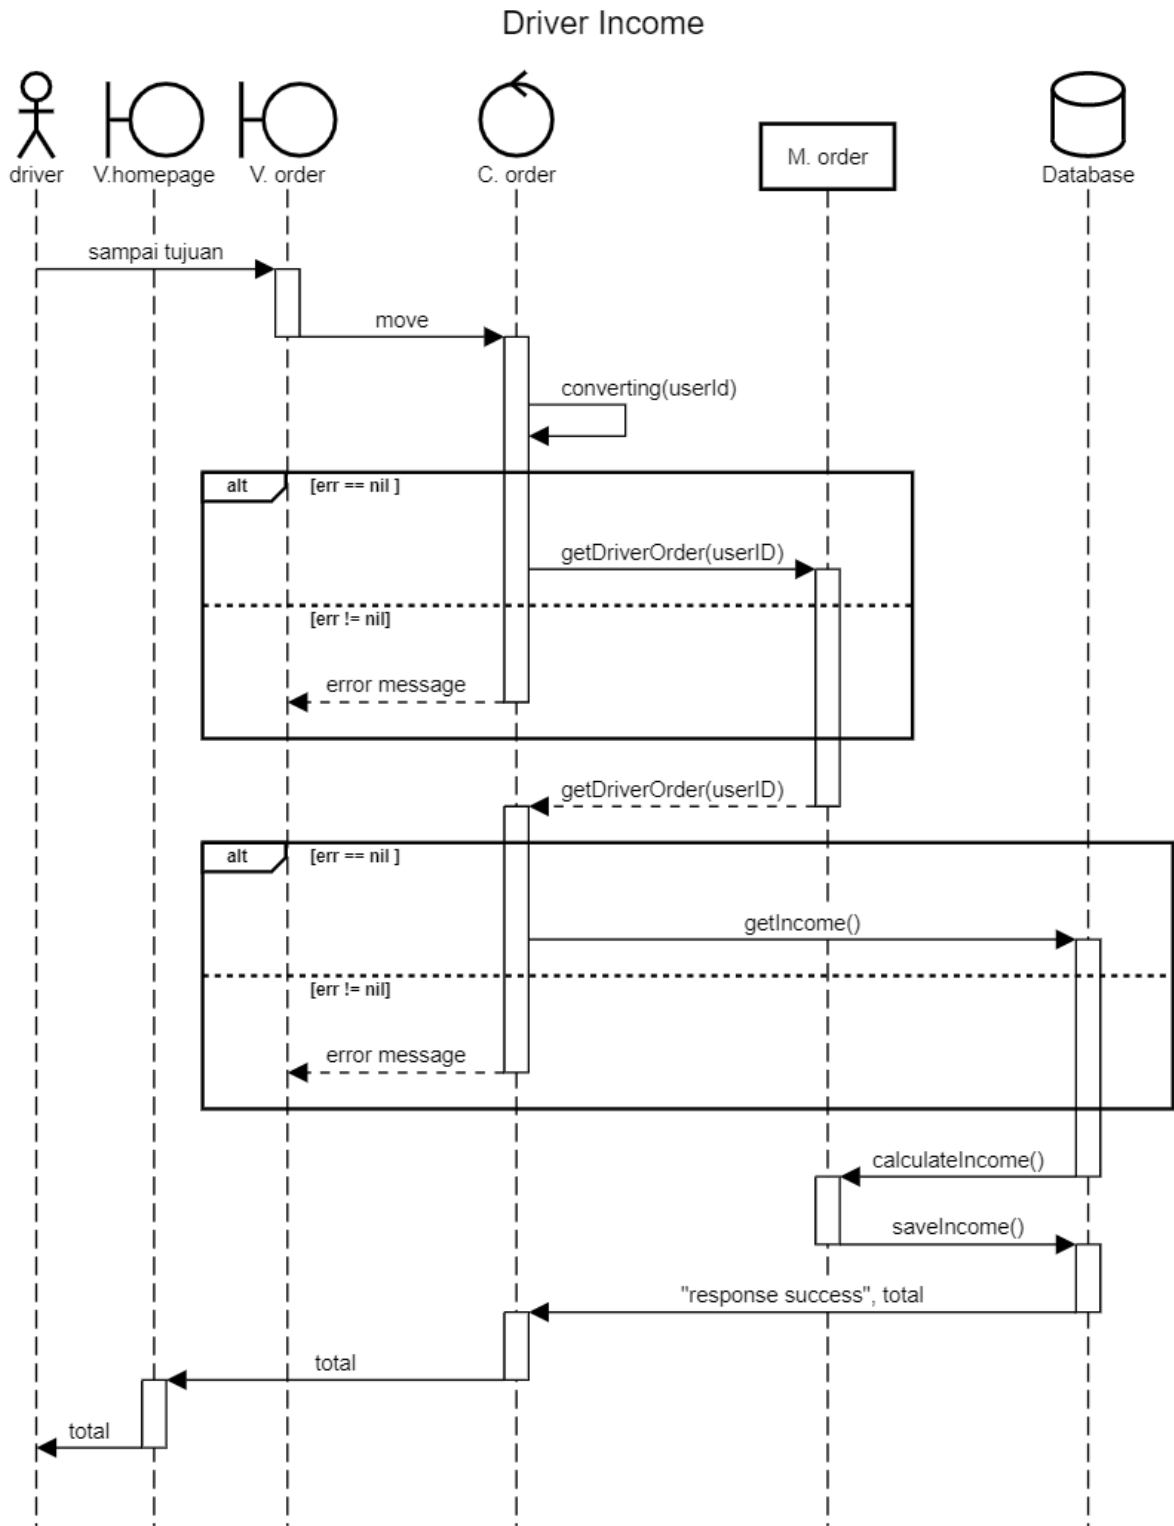 Driver Income
driver
V.homepage
V. order
C. order
M. order
Database
sampai tujuan
move
converting(userId)
alt
[err == nil ]
getDriverOrder(userID)
[err != nil]
error message
getDriverOrder(userID)
alt
[err == nil ]
getIncome()
[err != nil]
error message
calculateIncome()
saveIncome()
"response success", total
total
total